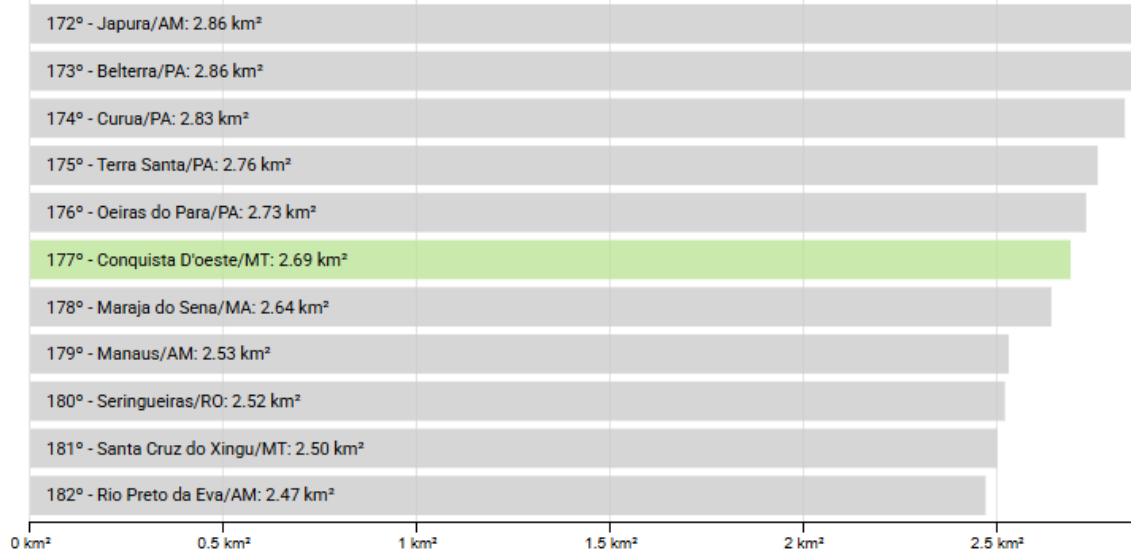 172º - Japura/AM: 2.86 km²
173º - Belterra/PA: 2.86 km²
174º - Curua/PA: 2.83 km²
175º - Terra Santa/PA: 2.76 km²
176º - Oeiras do Para/PA: 2.73 km²
177º - Conquista D'oeste/MT: 2.69 km²
178º - Maraja do Sena/MA: 2.64 km²
179º - Manaus/AM: 2.53 km²
180º - Seringueiras/RO: 2.52 km²
181º - Santa Cruz do Xingu/MT: 2.50 km²
182º - Rio Preto da Eva/AM: 2.47 km²
0 km² 0.5 km² 1 km² 1.5 km² 2 km² 2.5 km²